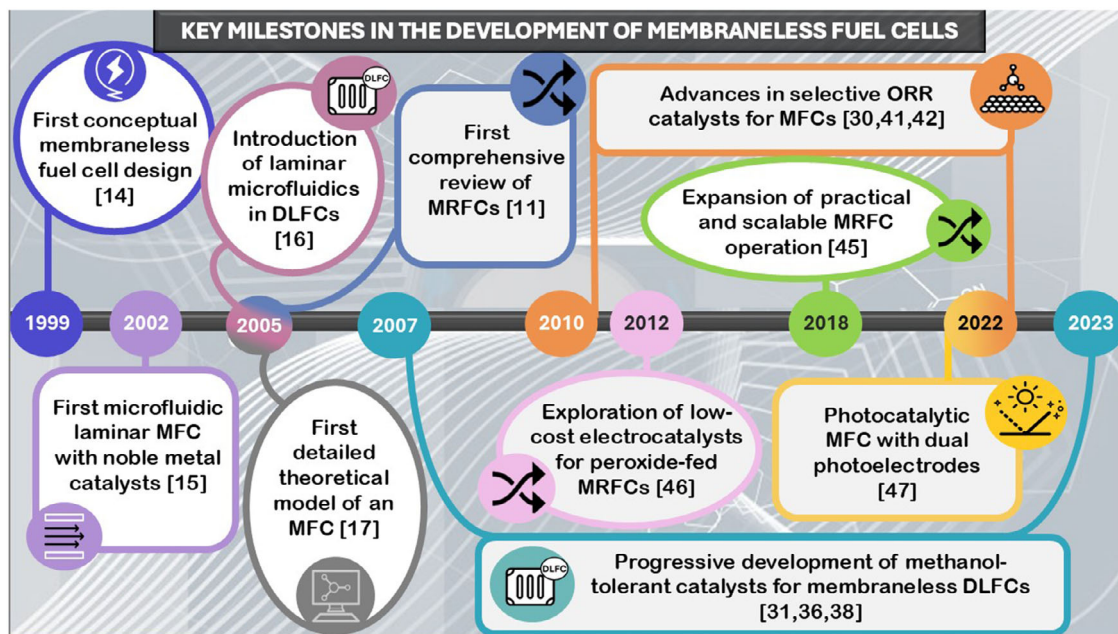 KEY MILESTONES IN THE DEVELOPMENT OF MEMBRANELESS FUEL CELLS
First conceptual
membraneless
fuel cell design
[14]
DLFC
Introduction
of laminar
microfluidics
in DLFCs
[16]
First
comprehensive
review of
MRFCs [11]
Advances in selective ORR
catalysts for MFCs [30,41,42]
Expansion of practical
and scalable MRFC
operation [45]
1999
2002
2005
2007
2010
2012
2018
2022
2023
First microfluidic
laminar MFC
with noble metal
catalysts [15]
First
detailed
theoretical
model of an
MFC [17]
Exploration of low-
cost electrocatalysts
for peroxide-fed
MRFCs [46]
Photocatalytic
MFC with dual
photoelectrodes
[47]
DLFC
Progressive development of methanol-
tolerant catalysts for membraneless DLFCs
[31,36,38]